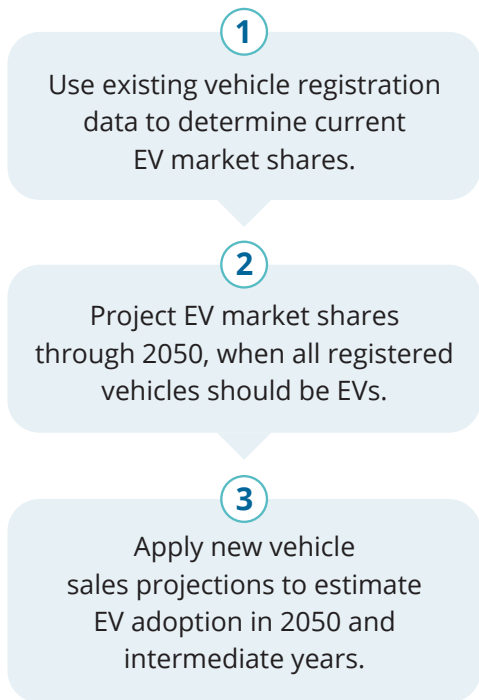 1
Use existing vehicle registration
data to determine current
EV market shares.
2
Project EV market shares
through 2050, when all registered
vehicles should be EVs.
3
Apply new vehicle
sales projections to estimate
EV adoption in 2050 and
intermediate years.